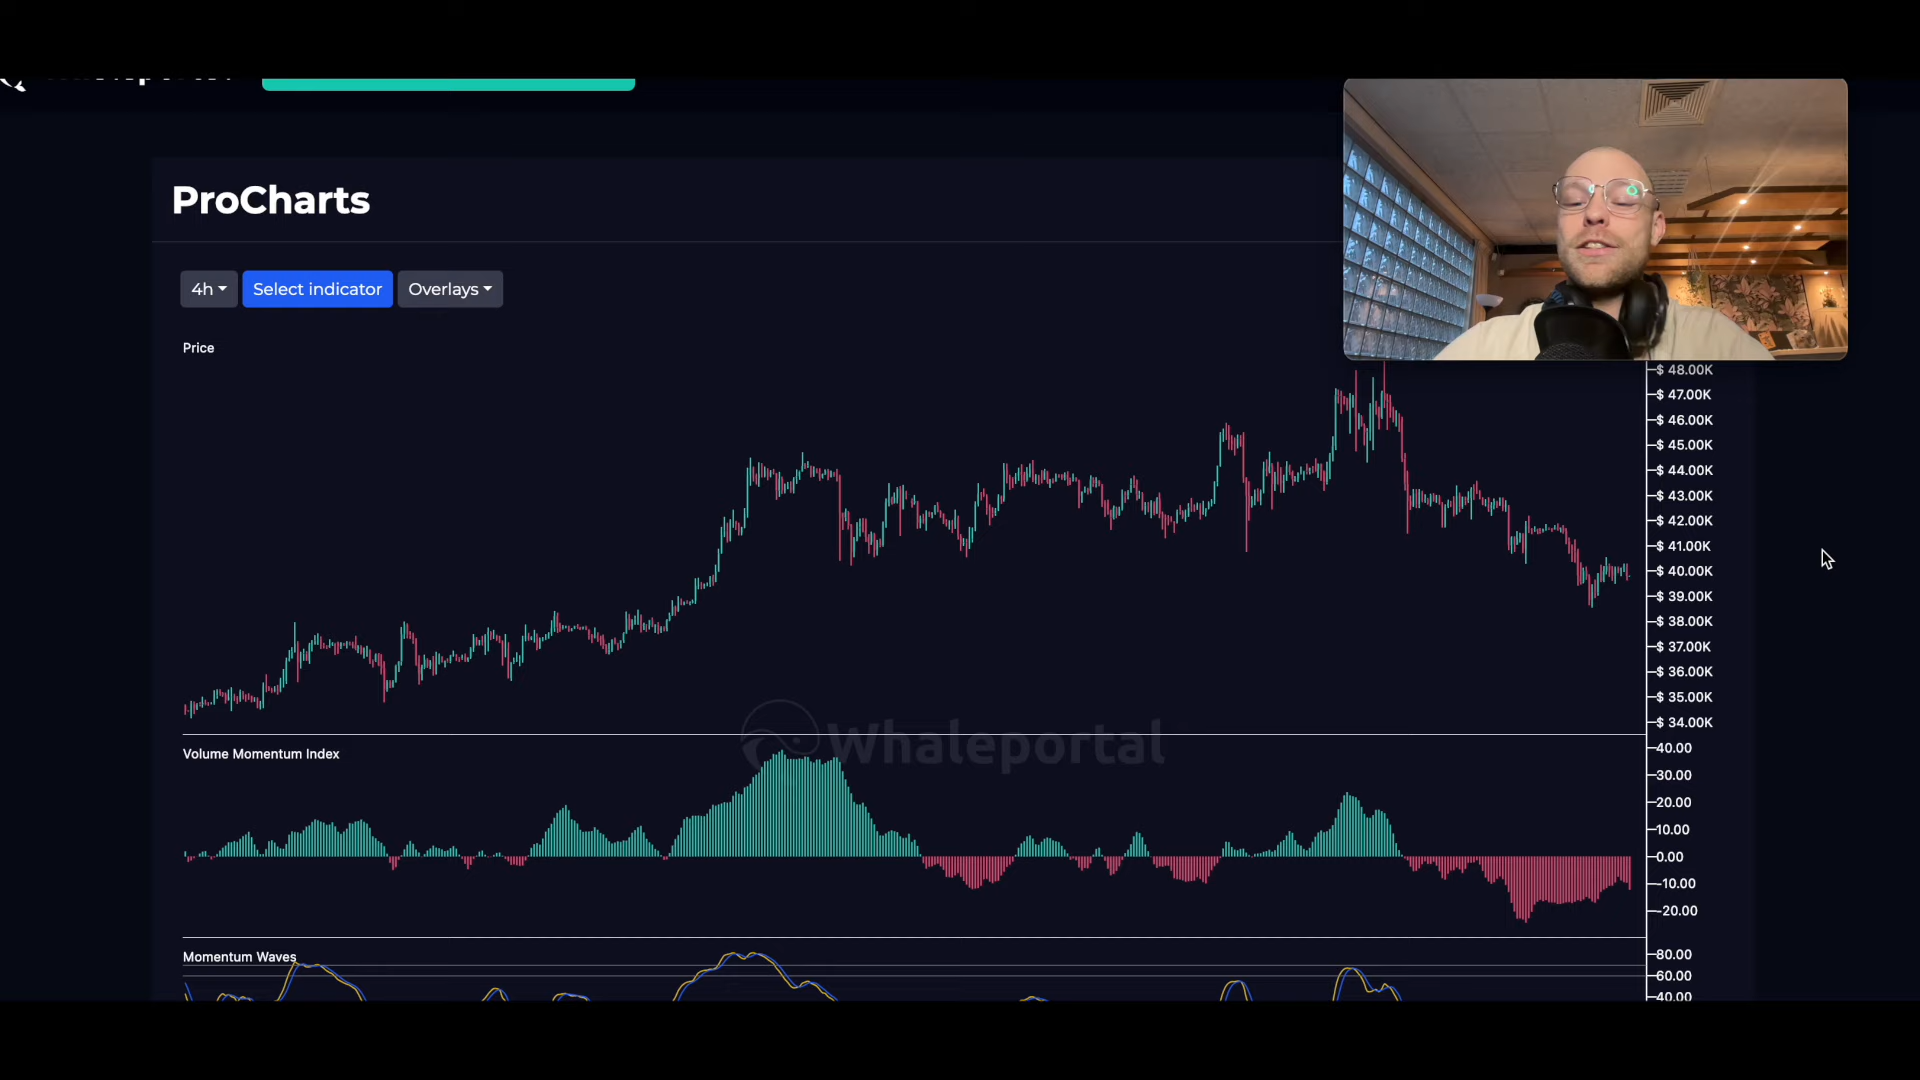 ProCharts
4h Select indicator Overlays
Price
$ 48.00K
$ 47.00K
$ 46.00K
$ 45.00K
$ 44.00K
$ 43.00K
$ 42.00K
$ 41.00K
$ 40.00K
$ 39.00K
$ 38.00K
$ 37.00K
$ 36.00K
$ 35.00K
$ 34.00K
Whaleportal
Volume Momentum Index
40.00
30.00
20.00
10.00
0.00
-10.00
-20.00
Momentum Waves
80.00
60.00
40.00